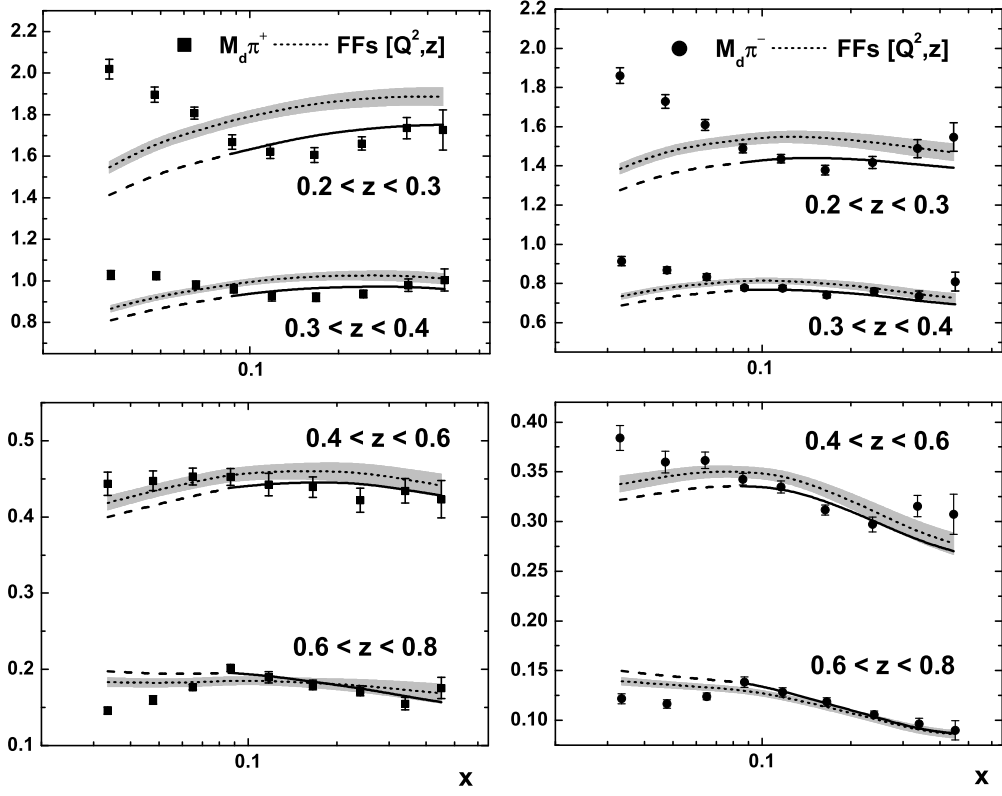 M_d π⁺ FFs [Q², z]
2.2
2.0
1.8
1.6
1.4
1.2
1.0
0.8
0.2 < z < 0.3
0.3 < z < 0.4
0.1
M_d π⁻ FFs [Q², z]
2.2
2.0
1.8
1.6
1.4
1.2
1.0
0.8
0.6
0.2 < z < 0.3
0.3 < z < 0.4
0.1
0.5
0.4
0.3
0.2
0.1
0.4 < z < 0.6
0.6 < z < 0.8
0.1
x
0.40
0.35
0.30
0.25
0.20
0.15
0.10
0.4 < z < 0.6
0.6 < z < 0.8
0.1
x